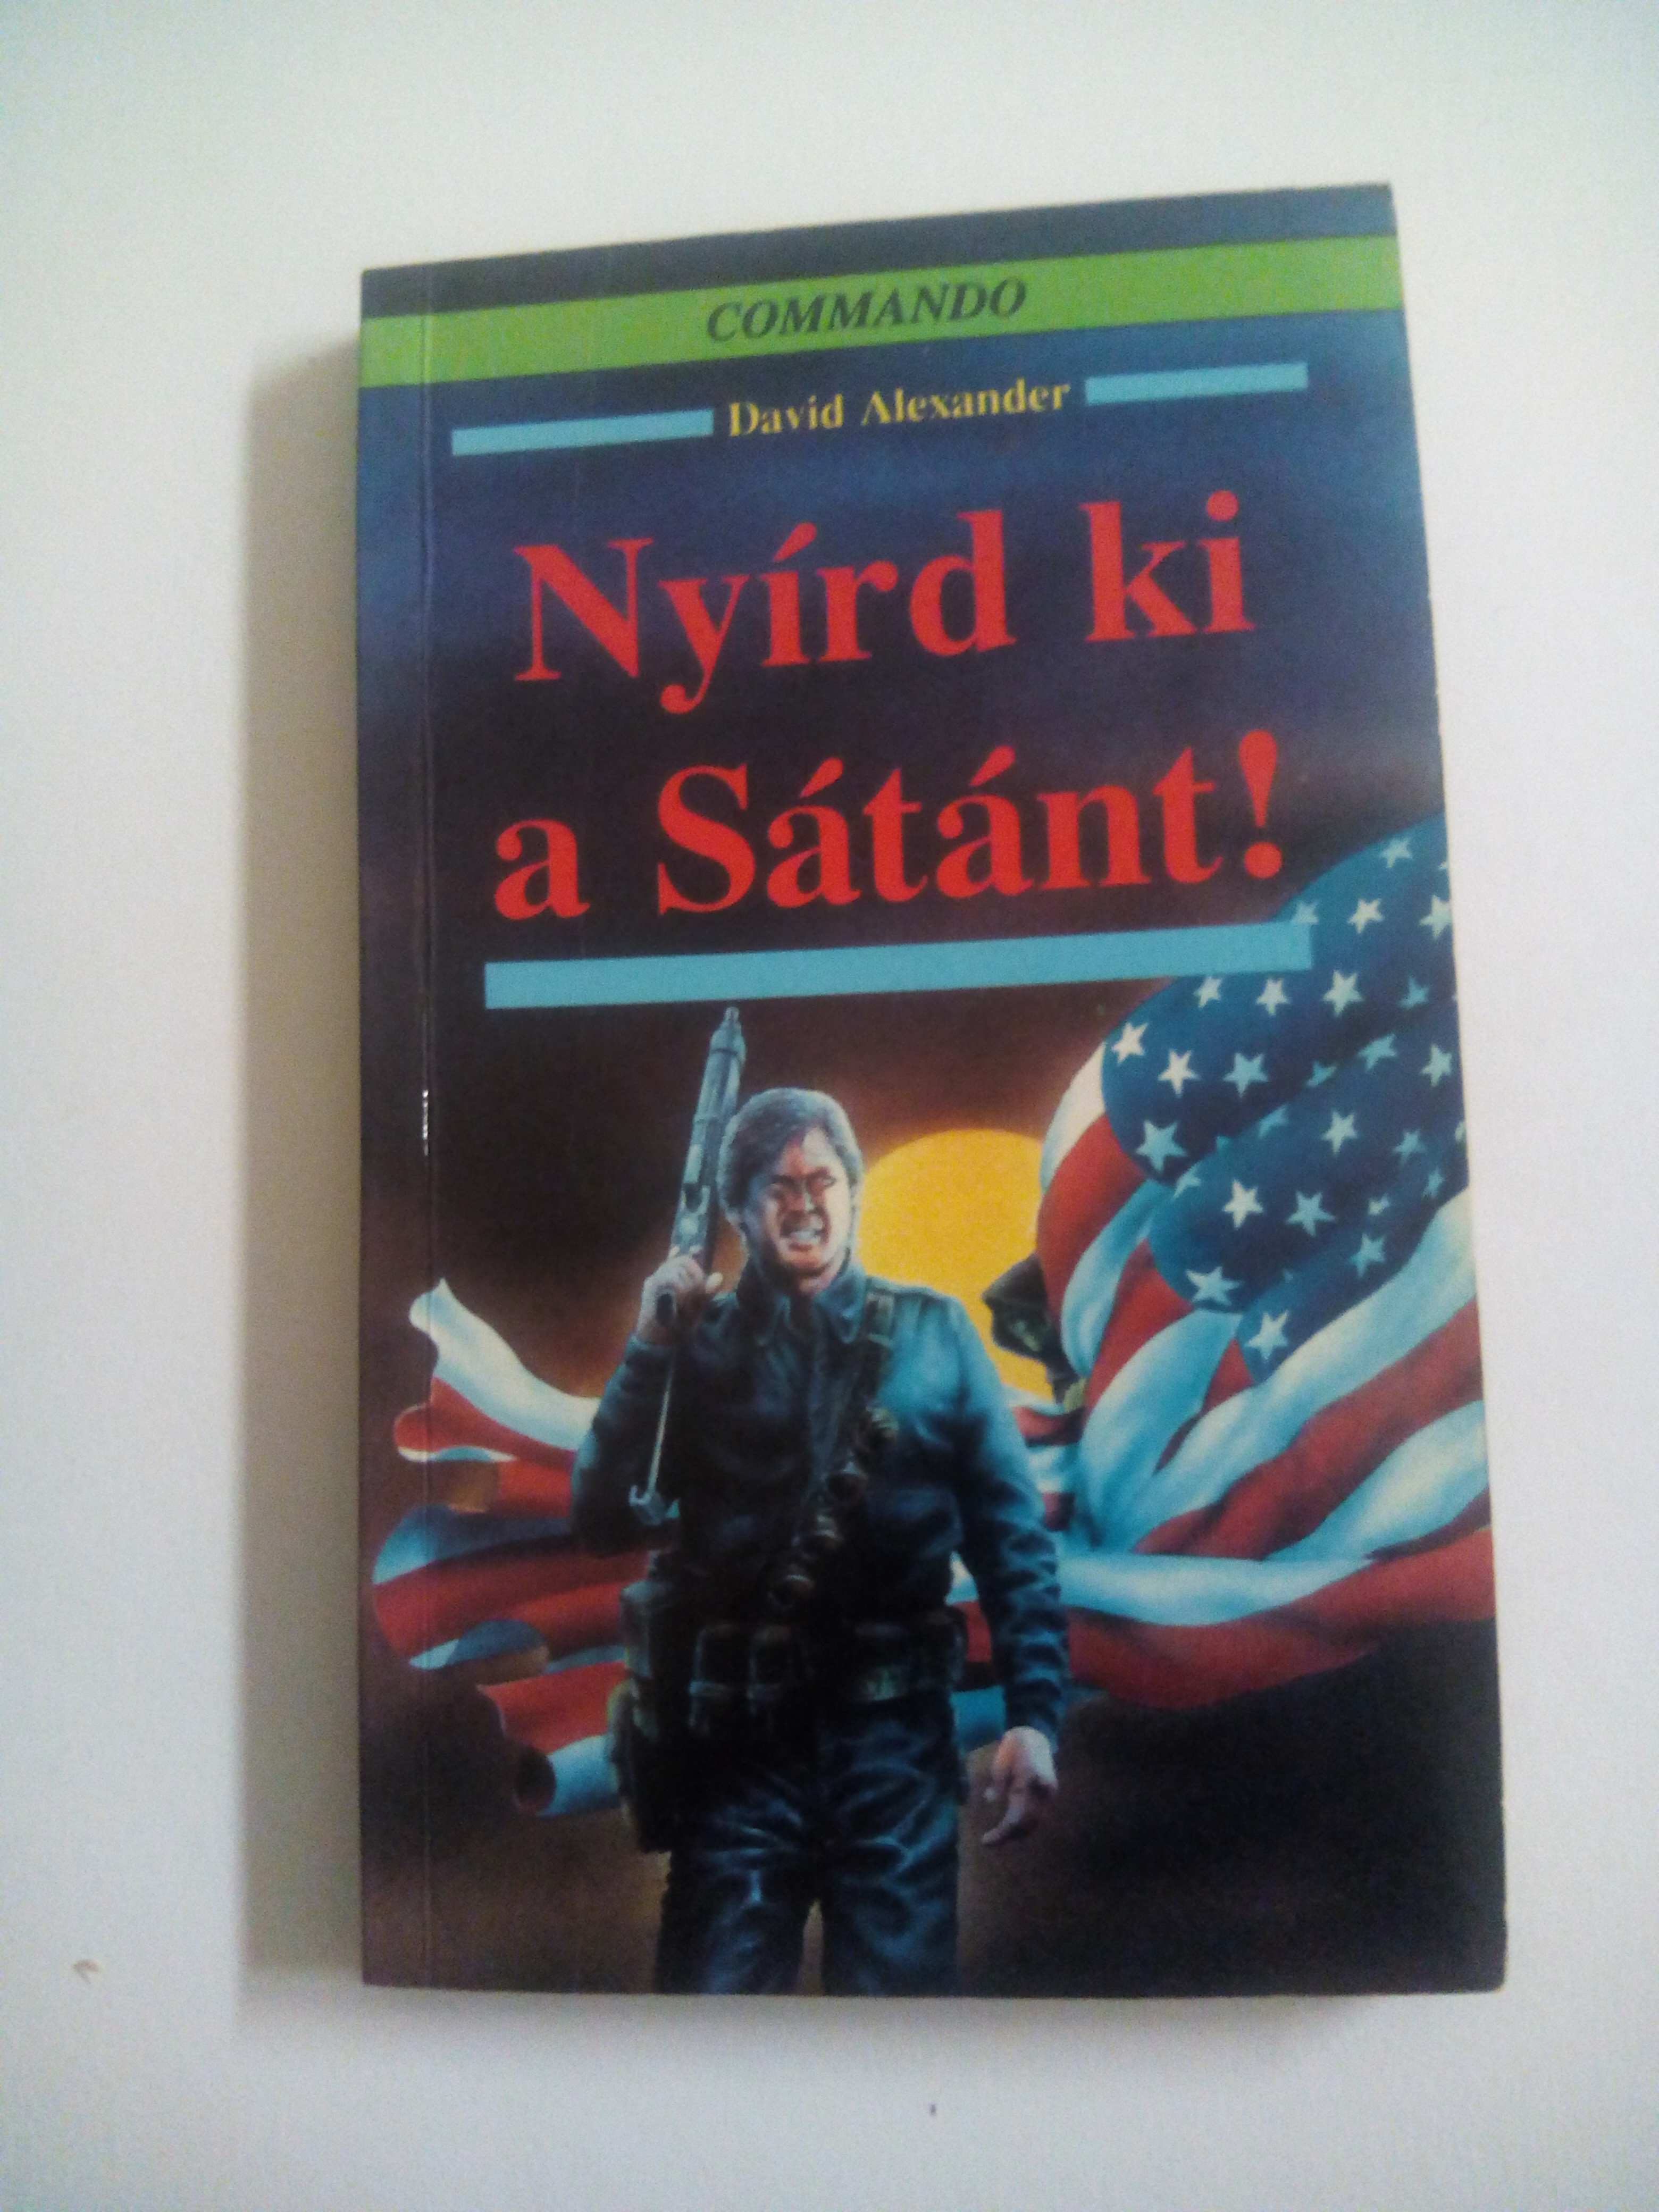 COMMANDO
David Alexander
Nyírd ki
a Sátánt!